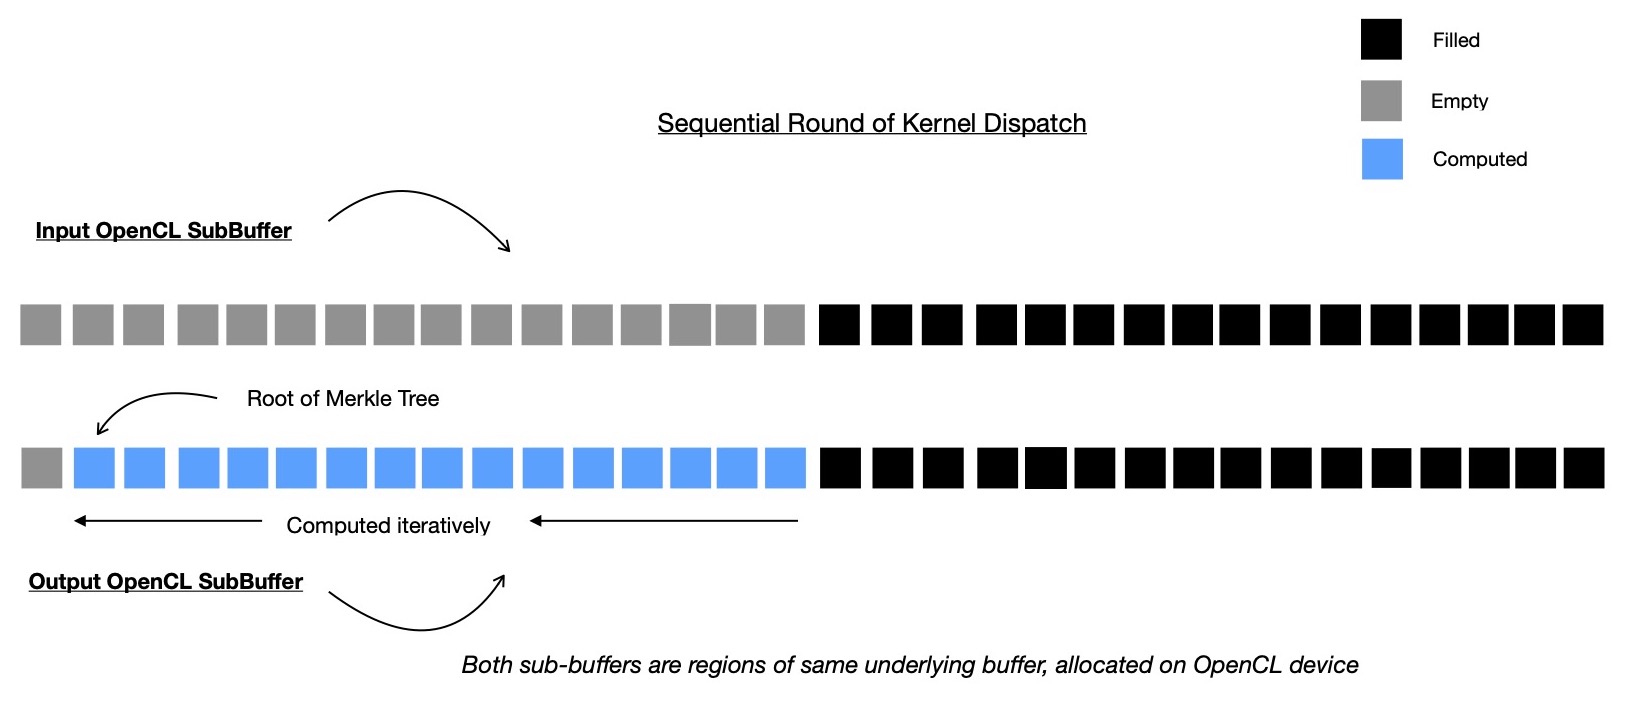 Filled
Empty
Sequential Round of Kernel Dispatch
Computed
Input OpenCL SubBuffer
Root of Merkle Tree
Computed iteratively
Output OpenCL SubBuffer
Both sub-buffers are regions of same underlying buffer, allocated on OpenCL device